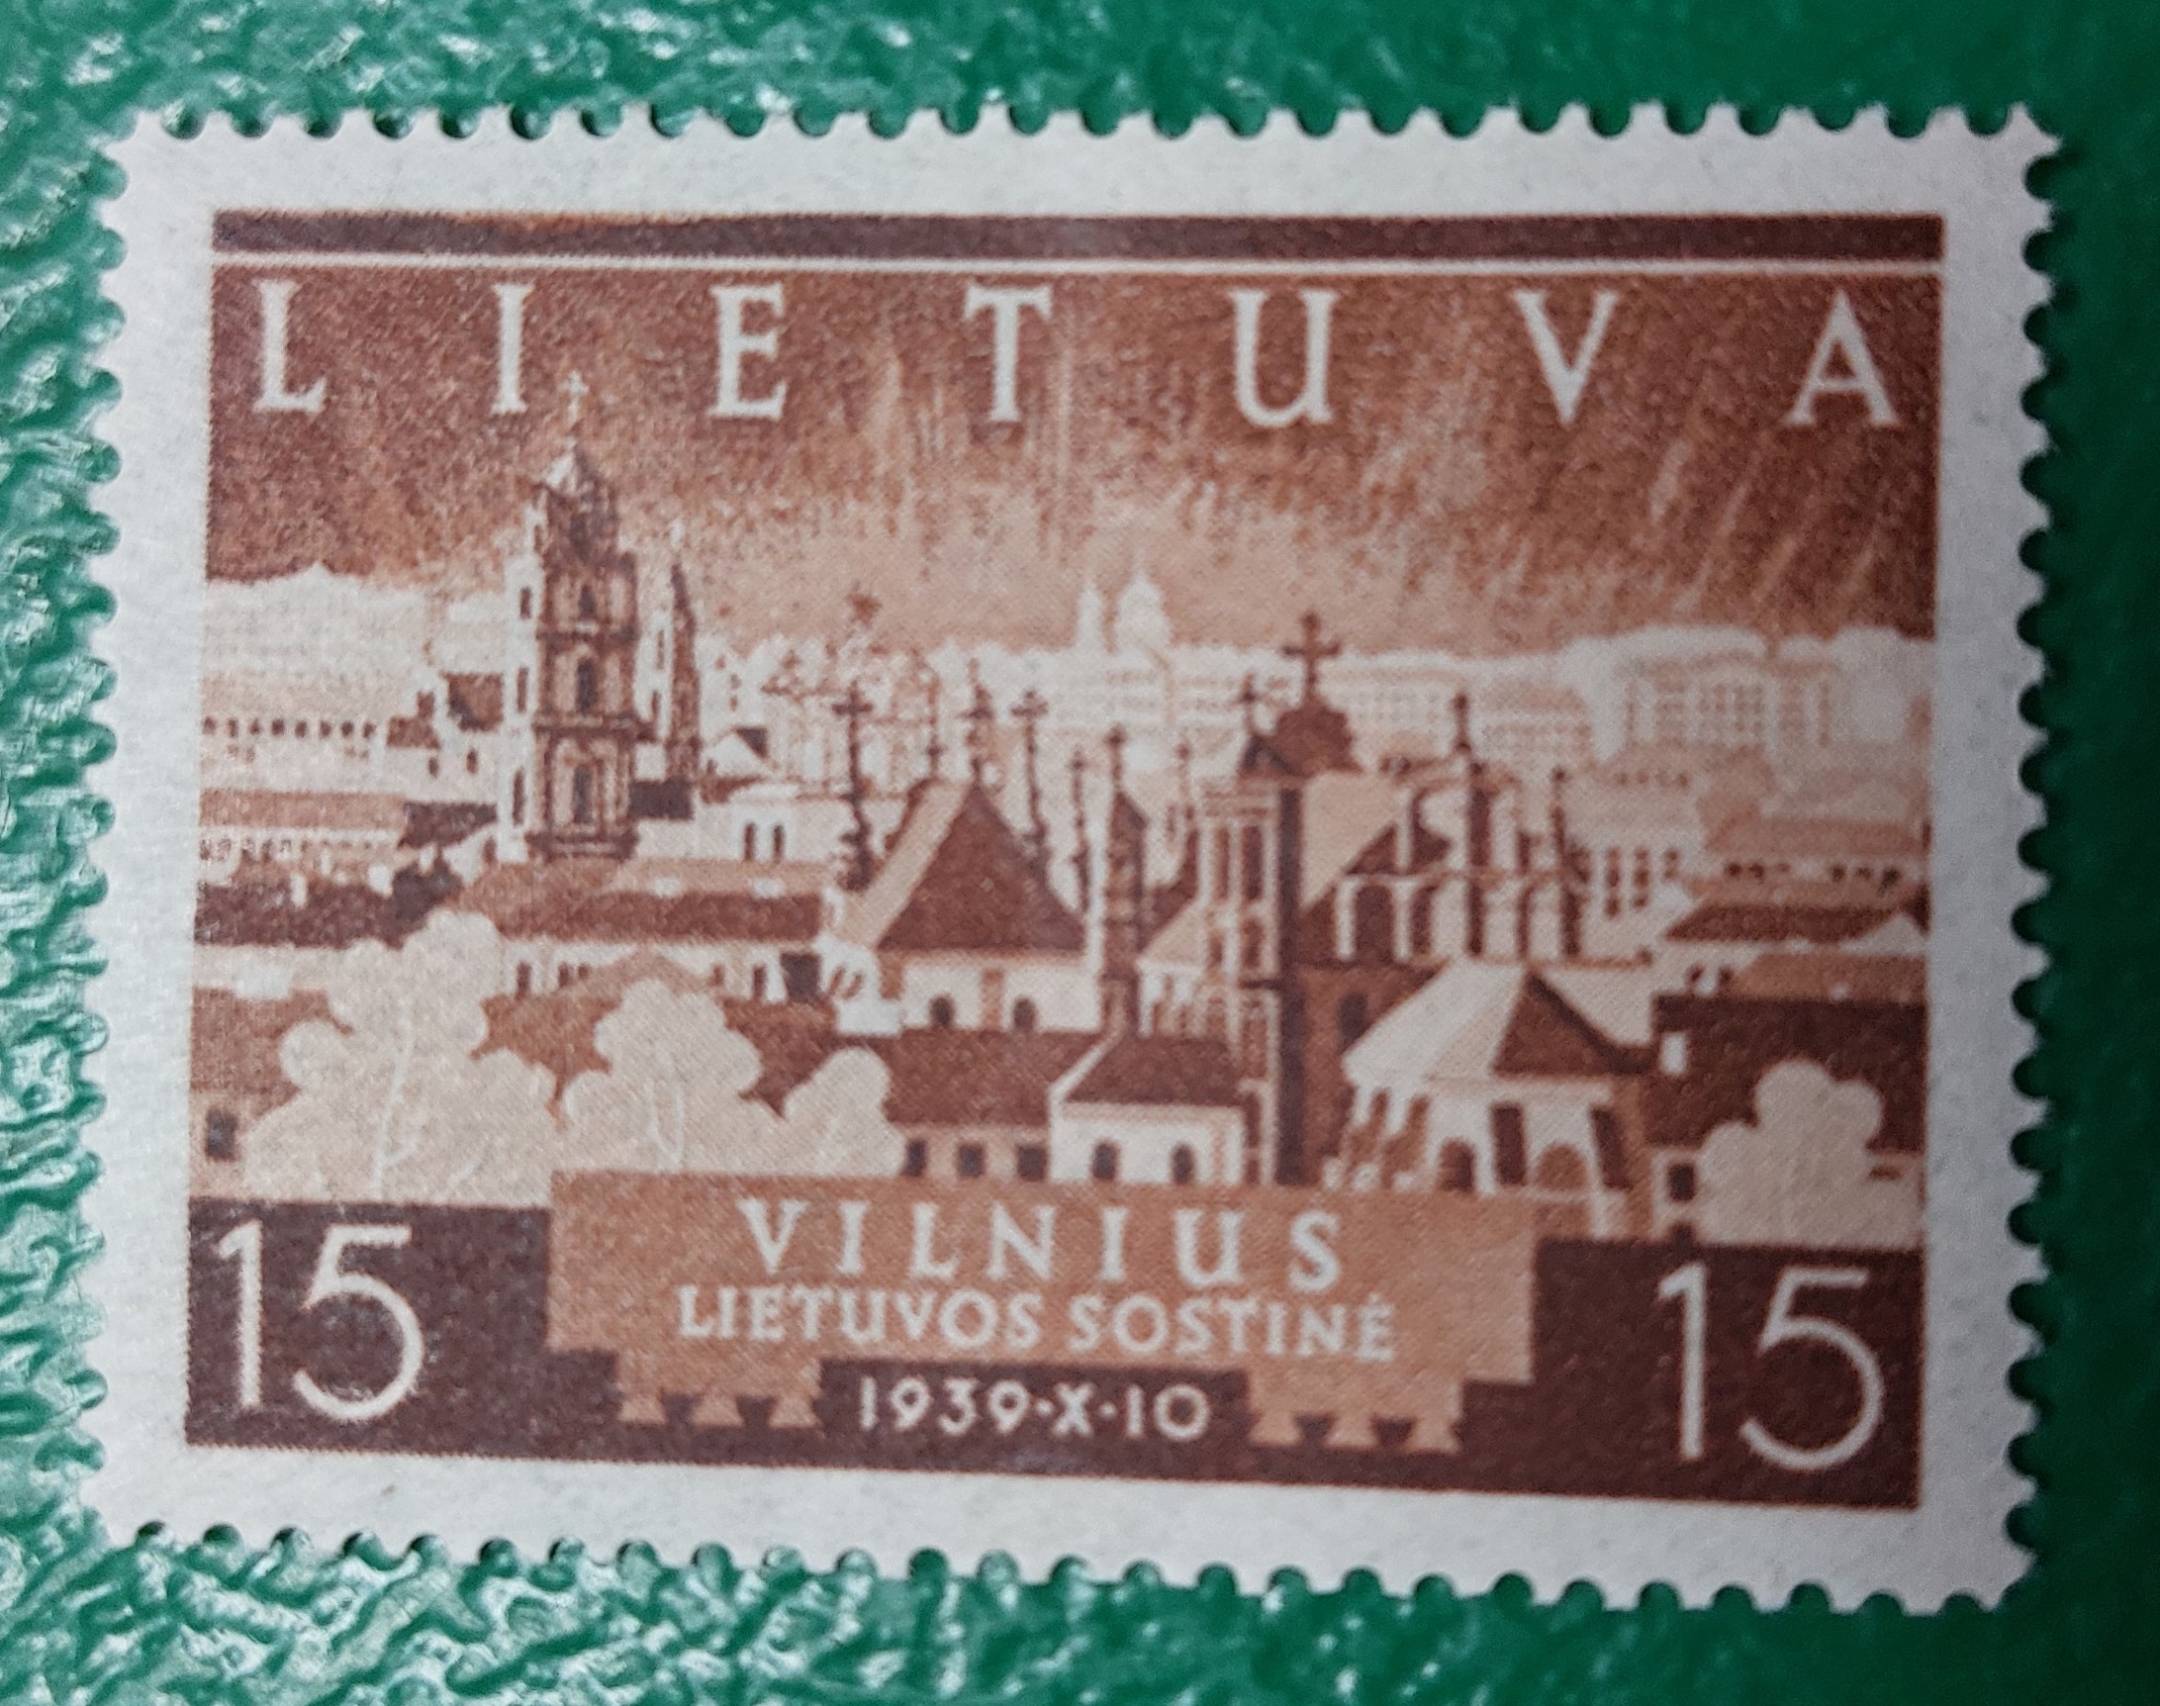 LIETUVA
15
VILNIUS
LIETUVOS SOSTINĖ
1939·X·10
15